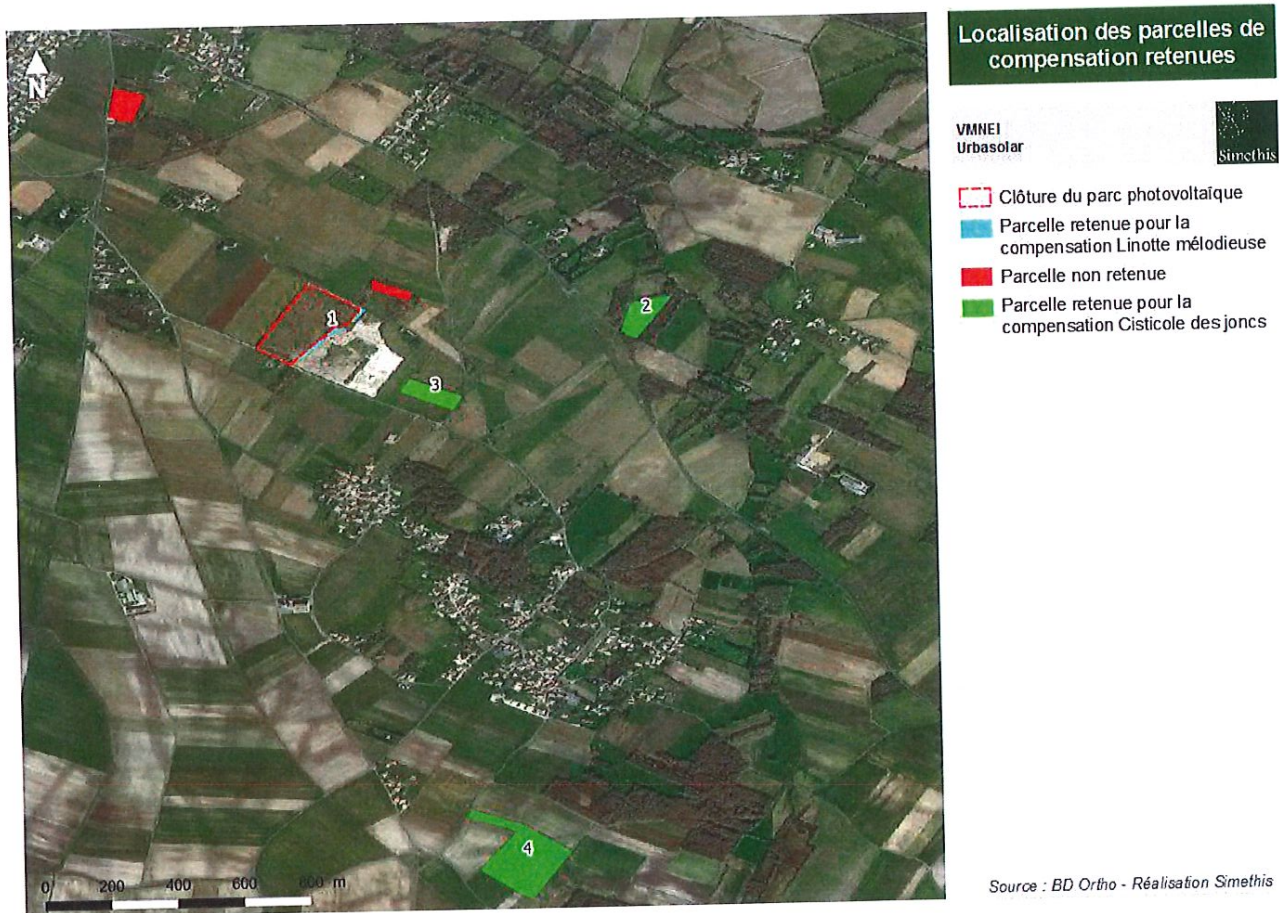 Localisation des parcelles de
compensation retenues
VMNEI
Urbasolar
Simethis
Clôture du parc photovoltaïque
Parcelle retenue pour la
compensation Linotte mélodieuse
Parcelle non retenue
Parcelle retenue pour la
compensation Cisticole des joncs
N
1
2
3
4
0 200 400 600 800 m
Source : BD Ortho - Réalisation Simethis